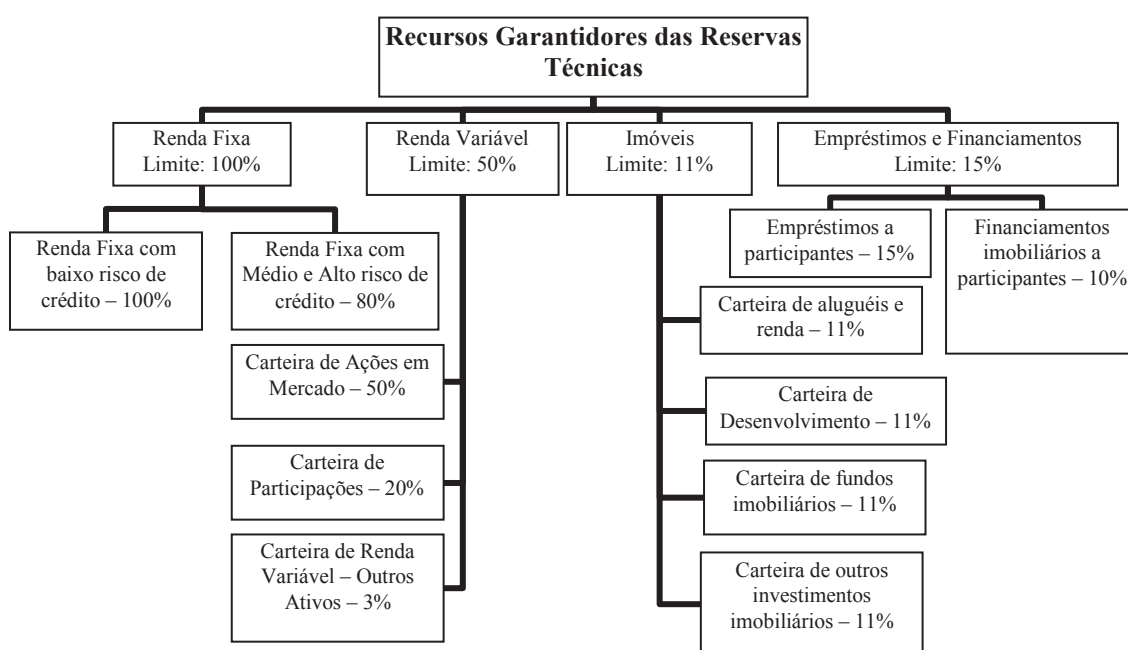 Recursos Garantidores das Reservas
Técnicas
Renda Fixa
Limite: 100%
Renda Variável
Limite: 50%
Imóveis
Limite: 11%
Empréstimos e Financiamentos
Limite: 15%
Renda Fixa com
baixo risco de
crédito – 100%
Renda Fixa com
Médio e Alto risco de
crédito – 80%
Empréstimos a
participantes – 15%
Financiamentos
imobiliários a
participantes – 10%
Carteira de aluguéis e
renda – 11%
Carteira de Ações em
Mercado – 50%
Carteira de
Desenvolvimento – 11%
Carteira de
Participações – 20%
Carteira de fundos
imobiliários – 11%
Carteira de Renda
Variável – Outros
Ativos – 3%
Carteira de outros
investimentos
imobiliários – 11%